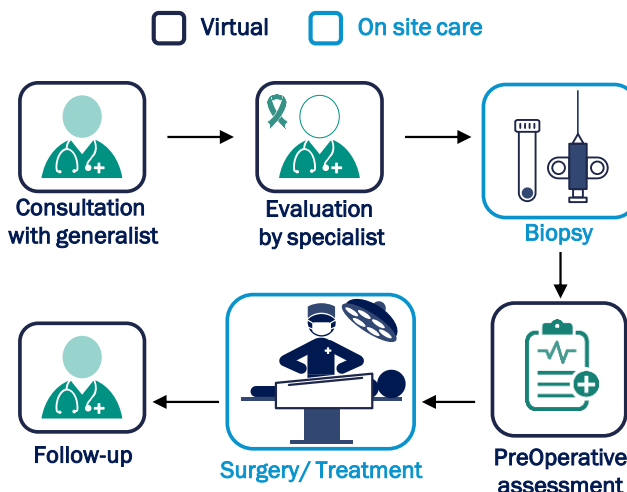 Virtual
On site care
Consultation
with generalist
Evaluation
by specialist
Biopsy
Follow-up
Surgery/ Treatment
PreOperative
assessment